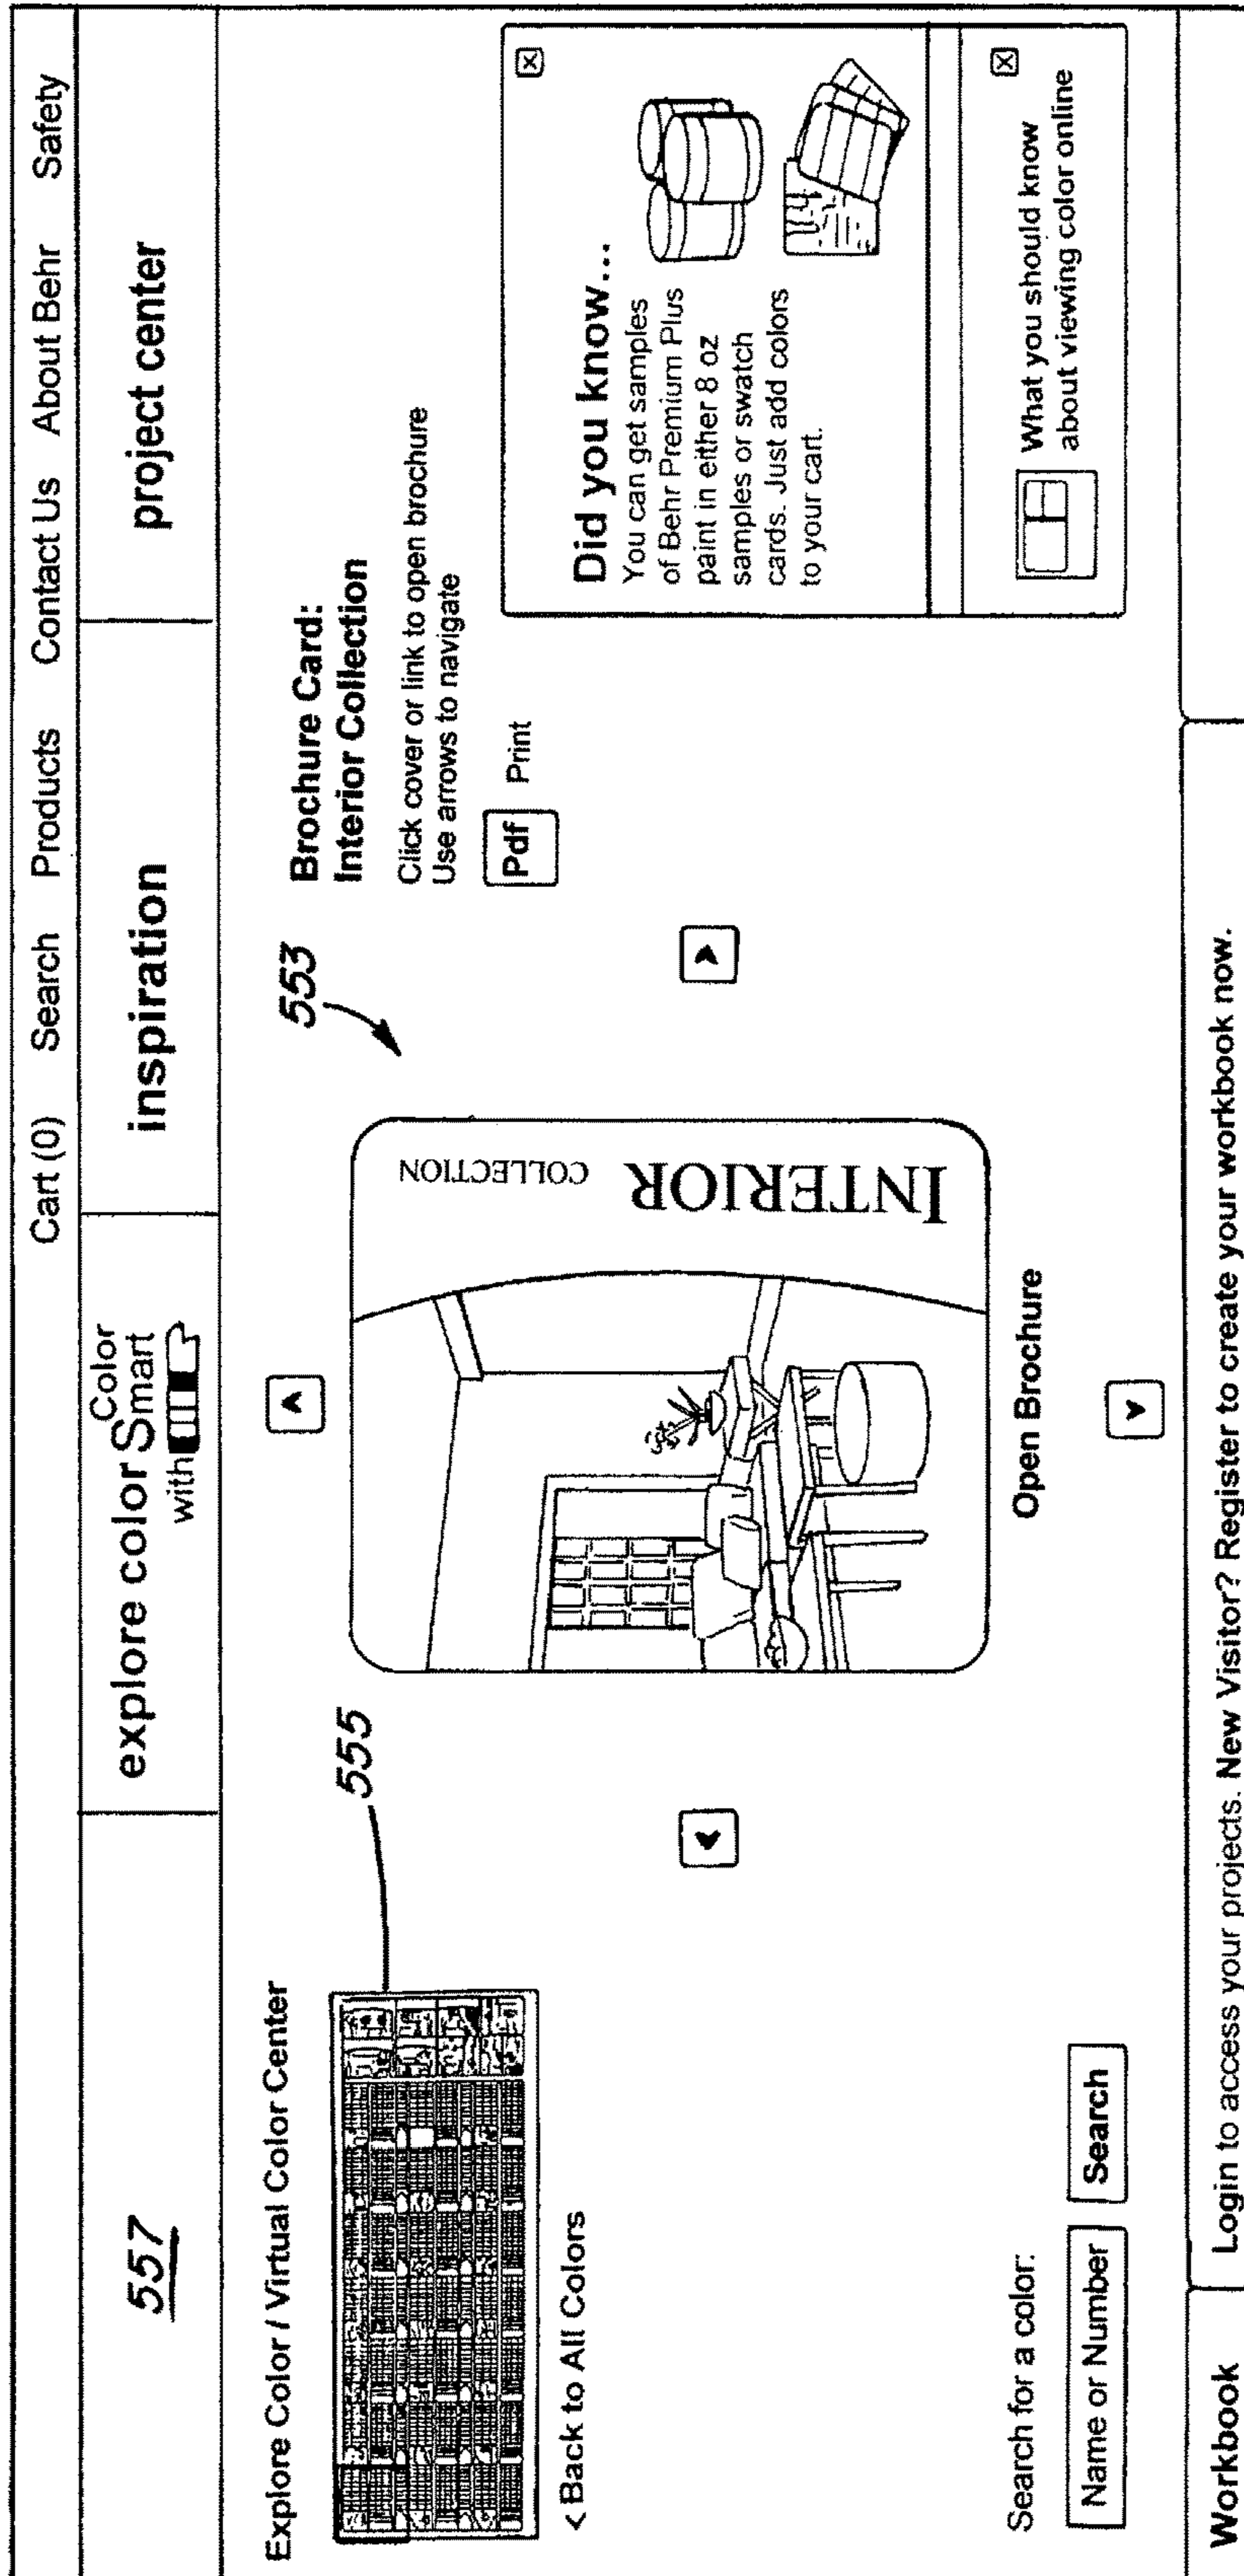 Cart (0) Search Products Contact Us About Behr Safety
557
explore color
Color
Smart
with
inspiration
project center
Explore Color / Virtual Color Center
555
< Back to All Colors
Search for a color:
Name or Number Search
553
INTERIOR
COLLECTION
Open Brochure
Brochure Card:
Interior Collection
Click cover or link to open brochure
Use arrows to navigate
Pdf Print
X
Did you know...
You can get samples
of Behr Premium Plus
paint in either 8 oz
samples or swatch
cards. Just add colors
to your cart.
X
What you should know
about viewing color online
Workbook Login to access your projects. New Visitor? Register to create your workbook now.